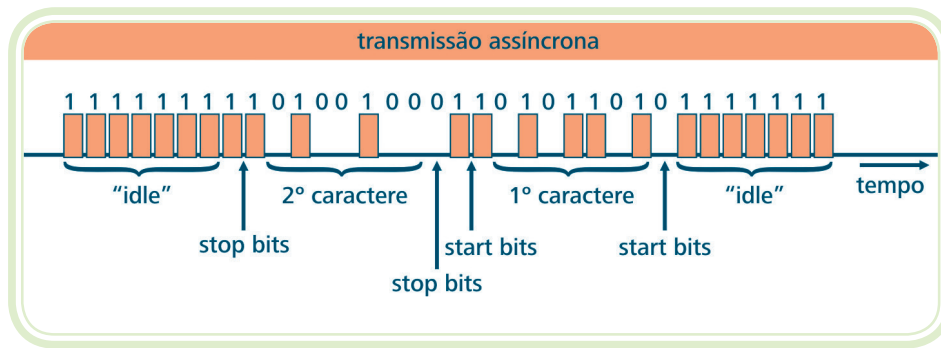 transmissão assíncrona
1 1 1 1 1 1 1 1 1 0 1 0 0 1 0 0 0 1 1 0 1 0 1 1 0 1 0 1 1 1 1 1 1 1
"idle" 2º caractere 1º caractere "idle" tempo
stop bits start bits start bits
stop bits